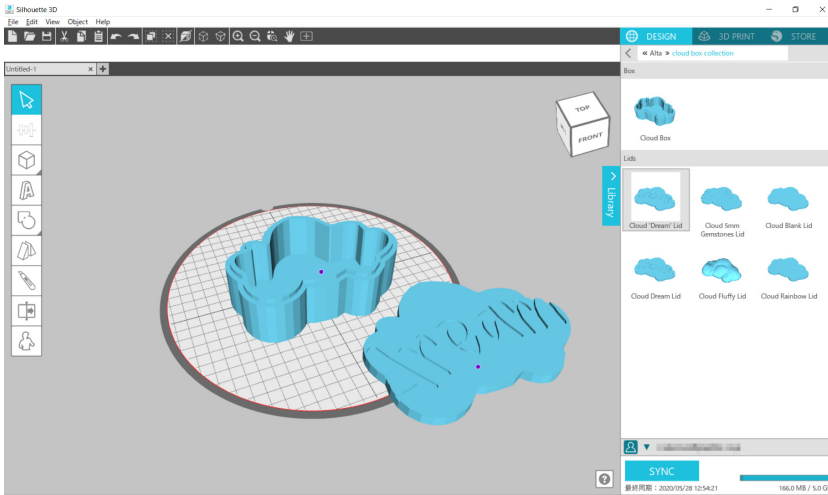 Silhouette 3D
File Edit View Object Help
DESIGN 3D PRINT STORE
« Alta » cloud box collection
Untitled-1 × +
Box
TOP
FRONT
Cloud Box
Lids
Library
Cloud 'Dream' Lid Cloud 5mm Gemstones Lid Cloud Blank Lid
Cloud Dream Lid Cloud Fluffy Lid Cloud Rainbow Lid
SYNC
最終同期：2020/05/28 12:54:21 166.0 MB / 5.0 G